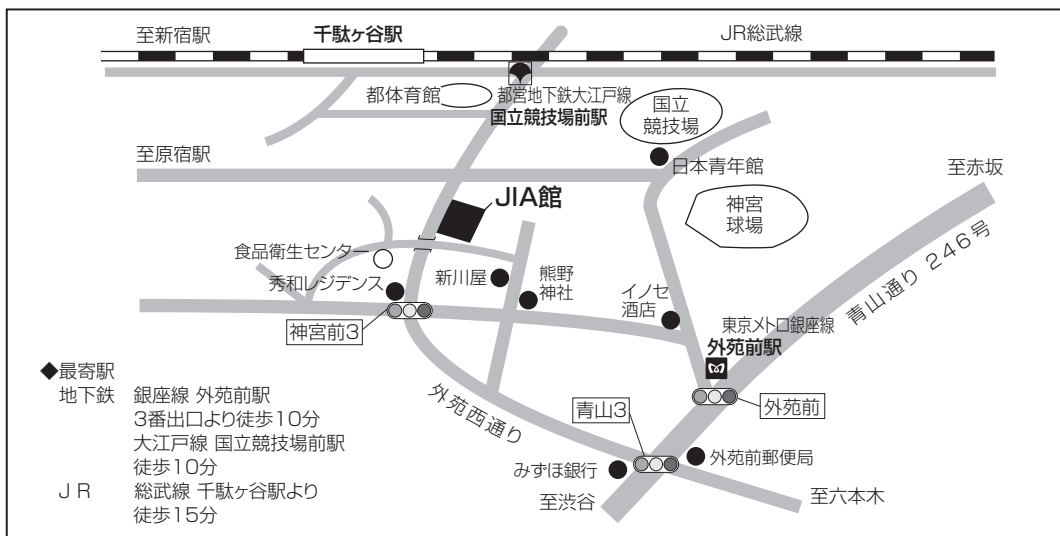 至新宿駅
千駄ヶ谷駅
JR総武線
都体育館
都営地下鉄大江戸線
国立競技場前駅
国立
競技場
至原宿駅
日本青年館
至赤坂
JIA館
神宮
球場
青山通り 246号
食品衛生センター
秀和レジデンス
新川屋
熊野
神社
イノセ
酒店
東京メトロ銀座線
外苑前駅
神宮前3
外苑前
外苑西通り
青山3
外苑前郵便局
みずほ銀行
至渋谷
至六本木
◆最寄駅
地下鉄 銀座線 外苑前駅
3番出口より徒歩10分
大江戸線 国立競技場前駅
徒歩10分
JR 総武線 千駄ヶ谷駅より
徒歩15分